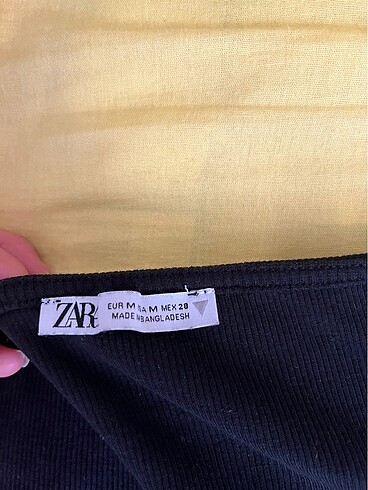 ZARA
EUR M USA M MEX 28
MADE IN BANGLADESH